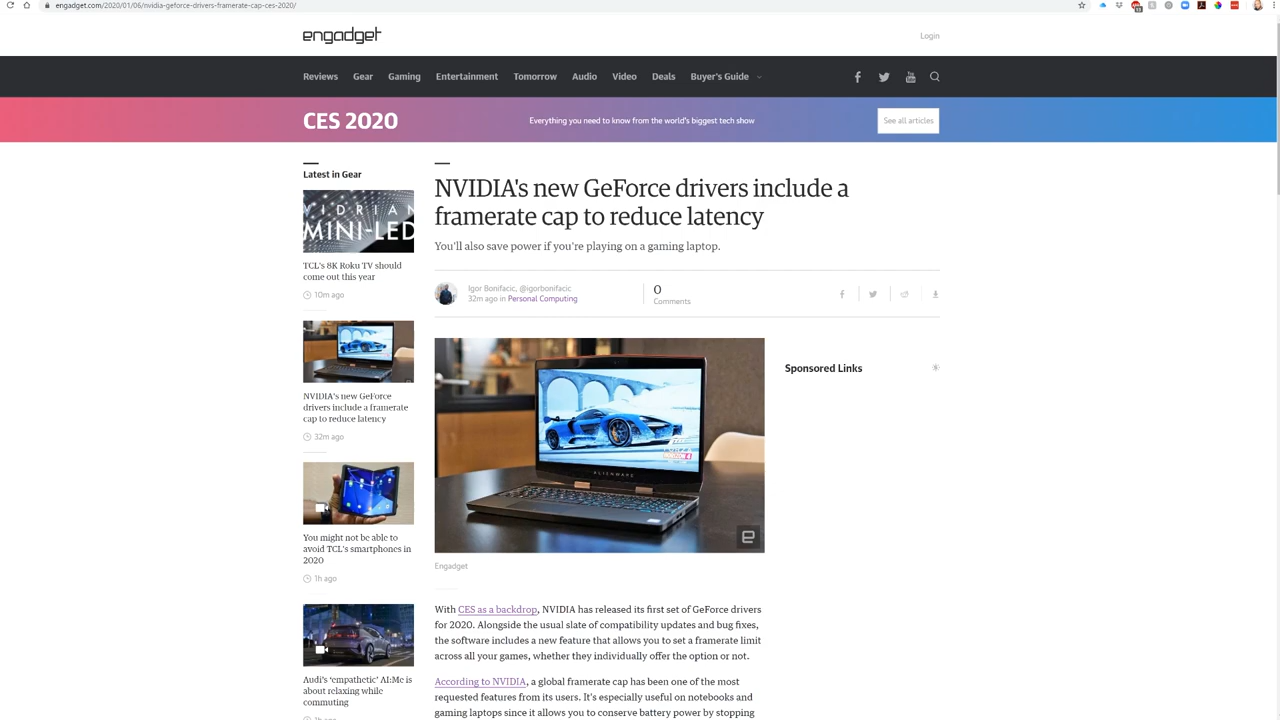 engadget.com/2020/01/06/nvidia-geforce-drivers-framerate-cap-ces-2020/
engadget
Login
Reviews Gear Gaming Entertainment Tomorrow Audio Video Deals Buyer's Guide
CES 2020
Everything you need to know from the world's biggest tech show
See all articles
Latest in Gear
VIDRIAN
MINI-LED
TCL's 8K Roku TV should
come out this year
10m ago
NVIDIA's new GeForce
drivers include a framerate
cap to reduce latency
32m ago
You might not be able to
avoid TCL's smartphones in
2020
1h ago
Audi's 'empathetic' AI:Me is
about relaxing while
commuting
NVIDIA's new GeForce drivers include a
framerate cap to reduce latency
You'll also save power if you're playing on a gaming laptop.
Igor Bonifacic, @igorbonifacic
32m ago in Personal Computing
0
Comments
ALIENWARE
Engadget
Sponsored Links
With CES as a backdrop, NVIDIA has released its first set of GeForce drivers
for 2020. Alongside the usual slate of compatibility updates and bug fixes,
the software includes a new feature that allows you to set a framerate limit
across all your games, whether they individually offer the option or not.
According to NVIDIA, a global framerate cap has been one of the most
requested features from its users. It's especially useful on notebooks and
gaming laptops since it allows you to conserve battery power by stopping